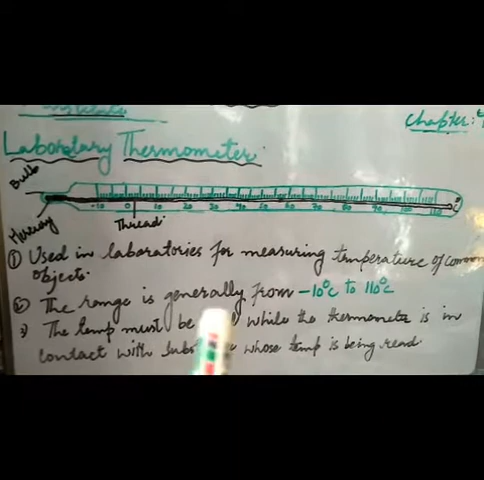 Chapter:
Laboratory Thermometer
Bulb
-10 0 10 20 30 40 50 60 70 80 90 100 110 °C
Mercury
Thread
① Used in laboratories for measuring temperature of common
objects.
② The range is generally from -10°C to 110°C
3) The temp must be while the thermometer is in
contact with whose temp is being read